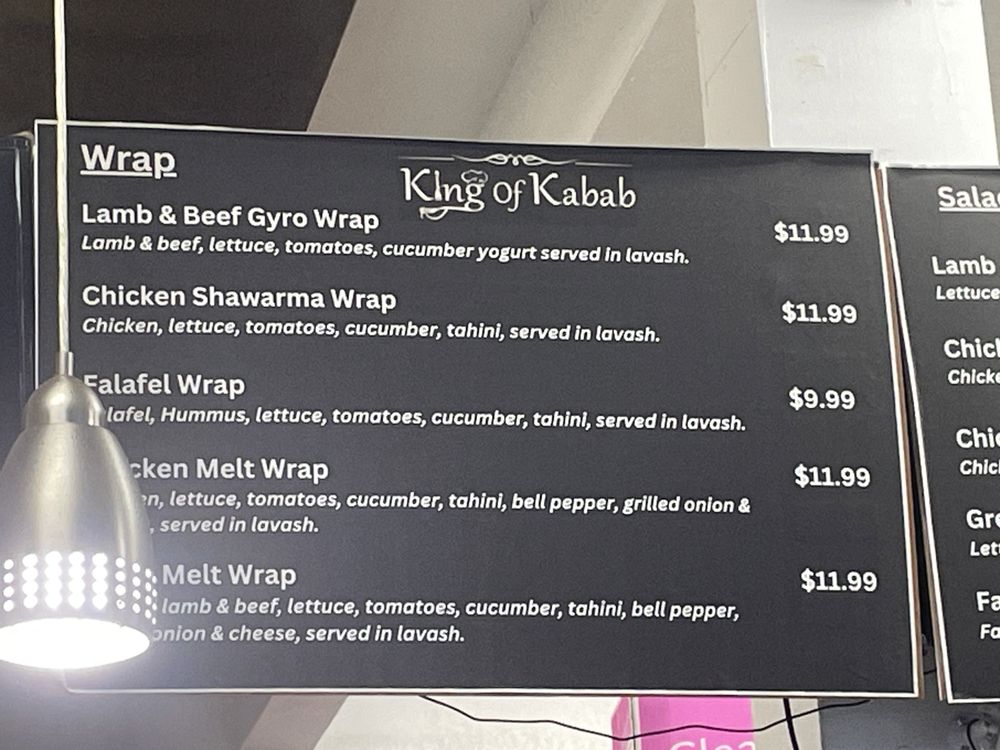 Wrap
King of Kabab
Lamb & Beef Gyro Wrap $11.99
Lamb & beef, lettuce, tomatoes, cucumber yogurt served in lavash.
Chicken Shawarma Wrap $11.99
Chicken, lettuce, tomatoes, cucumber, tahini, served in lavash.
Falafel Wrap $9.99
lafel, Hummus, lettuce, tomatoes, cucumber, tahini, served in lavash.
cken Melt Wrap $11.99
en, lettuce, tomatoes, cucumber, tahini, bell pepper, grilled onion &
, served in lavash.
Melt Wrap $11.99
lamb & beef, lettuce, tomatoes, cucumber, tahini, bell pepper,
onion & cheese, served in lavash.
Sala
Lamb
Lettuce
Chic
Chicke
Chi
Chic
Gr
Let
Fa
Fa